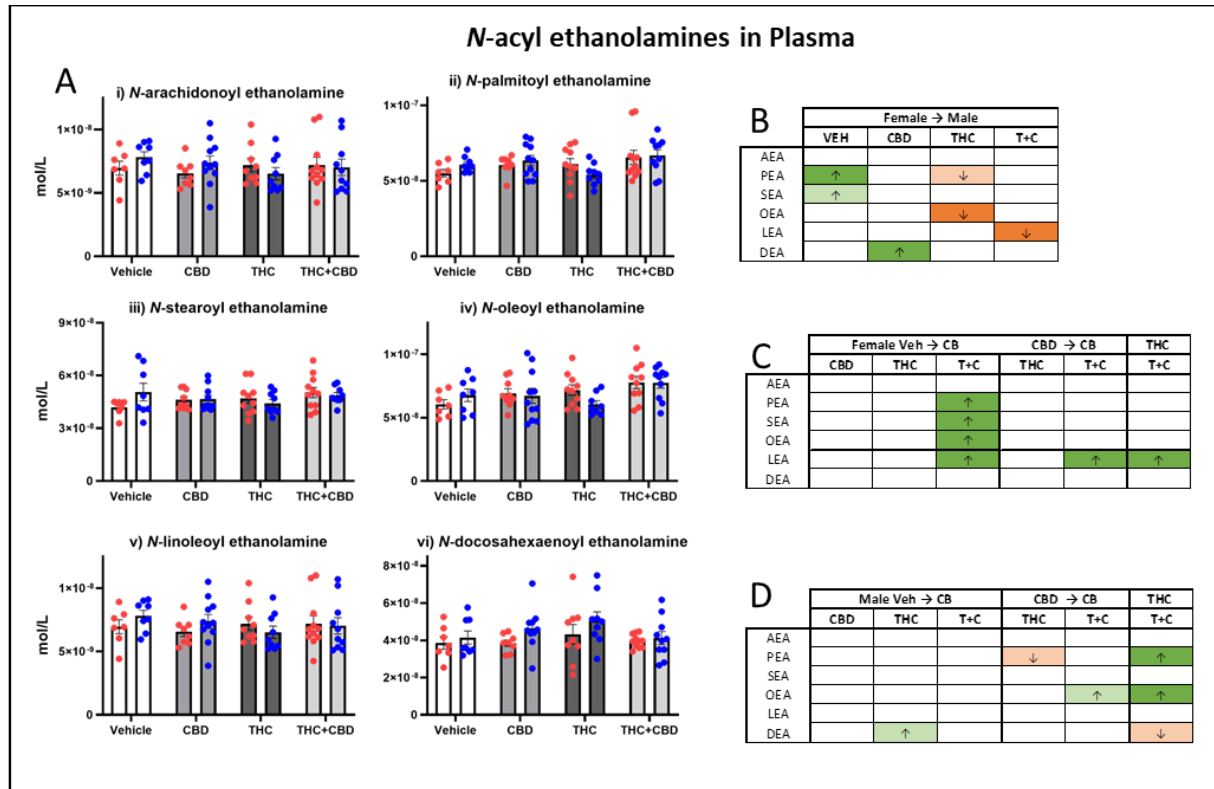 N-acyl ethanolamines in Plasma
A
i) N-arachidonoyl ethanolamine
mol/L
1×10⁻⁸
5×10⁻⁹
0
Vehicle CBD THC THC+CBD
ii) N-palmitoyl ethanolamine
1×10⁻⁷
5×10⁻⁸
0
Vehicle CBD THC THC+CBD
iii) N-stearoyl ethanolamine
mol/L
9×10⁻⁸
6×10⁻⁸
3×10⁻⁸
0
Vehicle CBD THC THC+CBD
iv) N-oleoyl ethanolamine
1×10⁻⁷
5×10⁻⁸
0
Vehicle CBD THC THC+CBD
v) N-linoleoyl ethanolamine
mol/L
1×10⁻⁸
5×10⁻⁹
0
Vehicle CBD THC THC+CBD
vi) N-docosahexaenoyl ethanolamine
8×10⁻⁸
6×10⁻⁸
4×10⁻⁸
2×10⁻⁸
0
Vehicle CBD THC THC+CBD
B
Female → Male
VEH CBD THC T+C
AEA
PEA ↑ ↓
SEA ↑
OEA ↓
LEA ↓
DEA ↑
C
Female Veh → CB CBD → CB THC
CBD THC T+C THC T+C T+C
AEA
PEA ↑
SEA ↑
OEA ↑
LEA ↑ ↑ ↑
DEA
D
Male Veh → CB CBD → CB THC
CBD THC T+C THC T+C T+C
AEA
PEA ↓ ↑
SEA
OEA ↑ ↑
LEA
DEA ↑ ↓